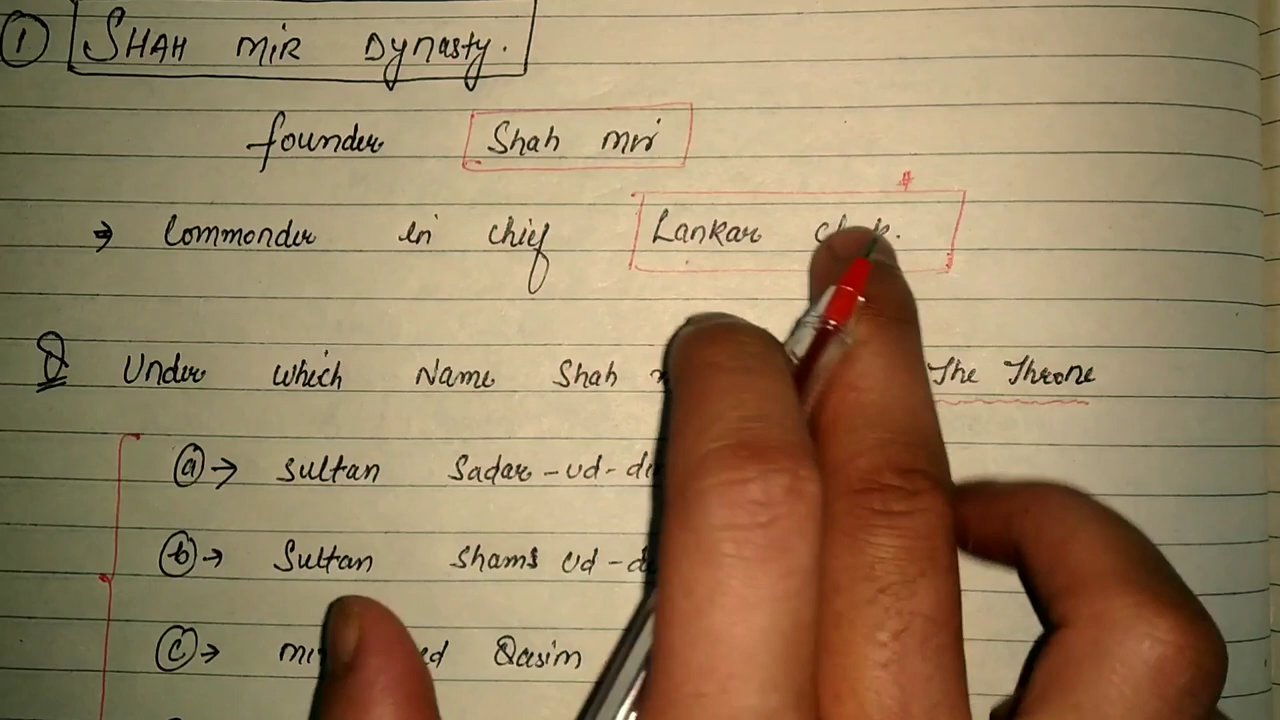 ① SHAH MIR DYNASTY.
founder Shah mir
→ Commonder in chief Lankar
Q Under which Name Shah The Throne
ⓐ→ Sultan Sadar-ud-
ⓑ→ Sultan Shams ud-
ⓒ→ Qasim